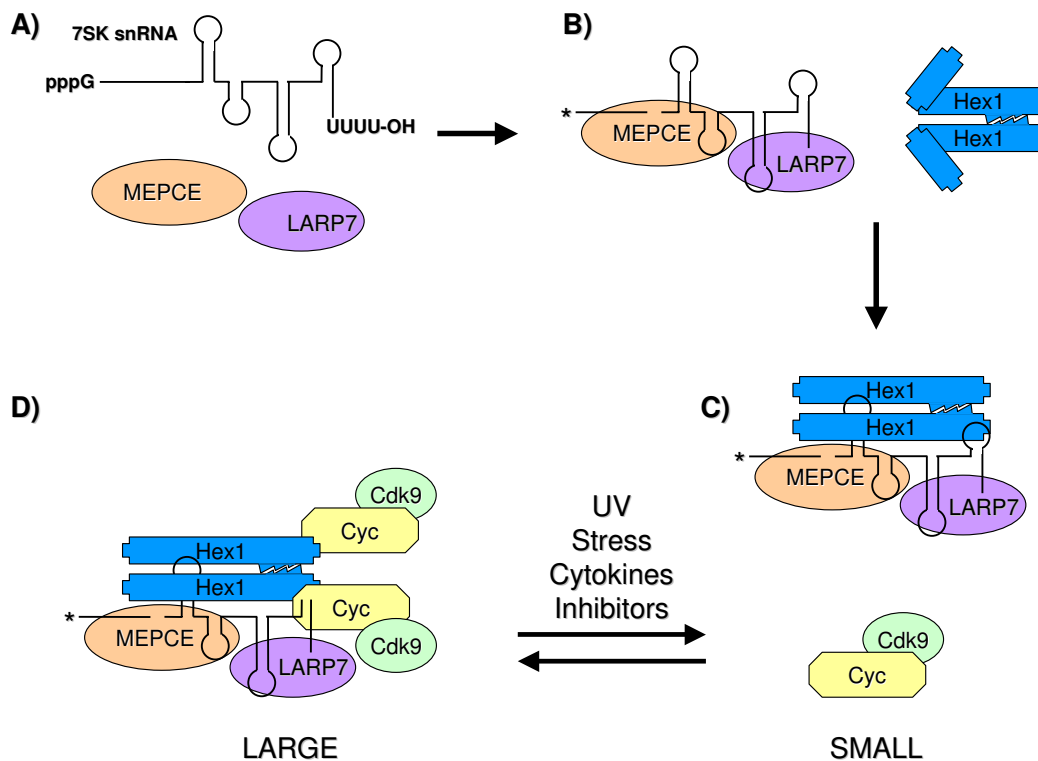 A)
7SK snRNA
pppG
UUUU-OH
MEPCE
LARP7
B)
*
MEPCE
LARP7
Hex1
Hex1
C)
Hex1
Hex1
*
MEPCE
LARP7
D)
Cdk9
Cyc
Hex1
Hex1
Cyc
*
MEPCE
LARP7
Cdk9
UV
Stress
Cytokines
Inhibitors
Cdk9
Cyc
LARGE
SMALL